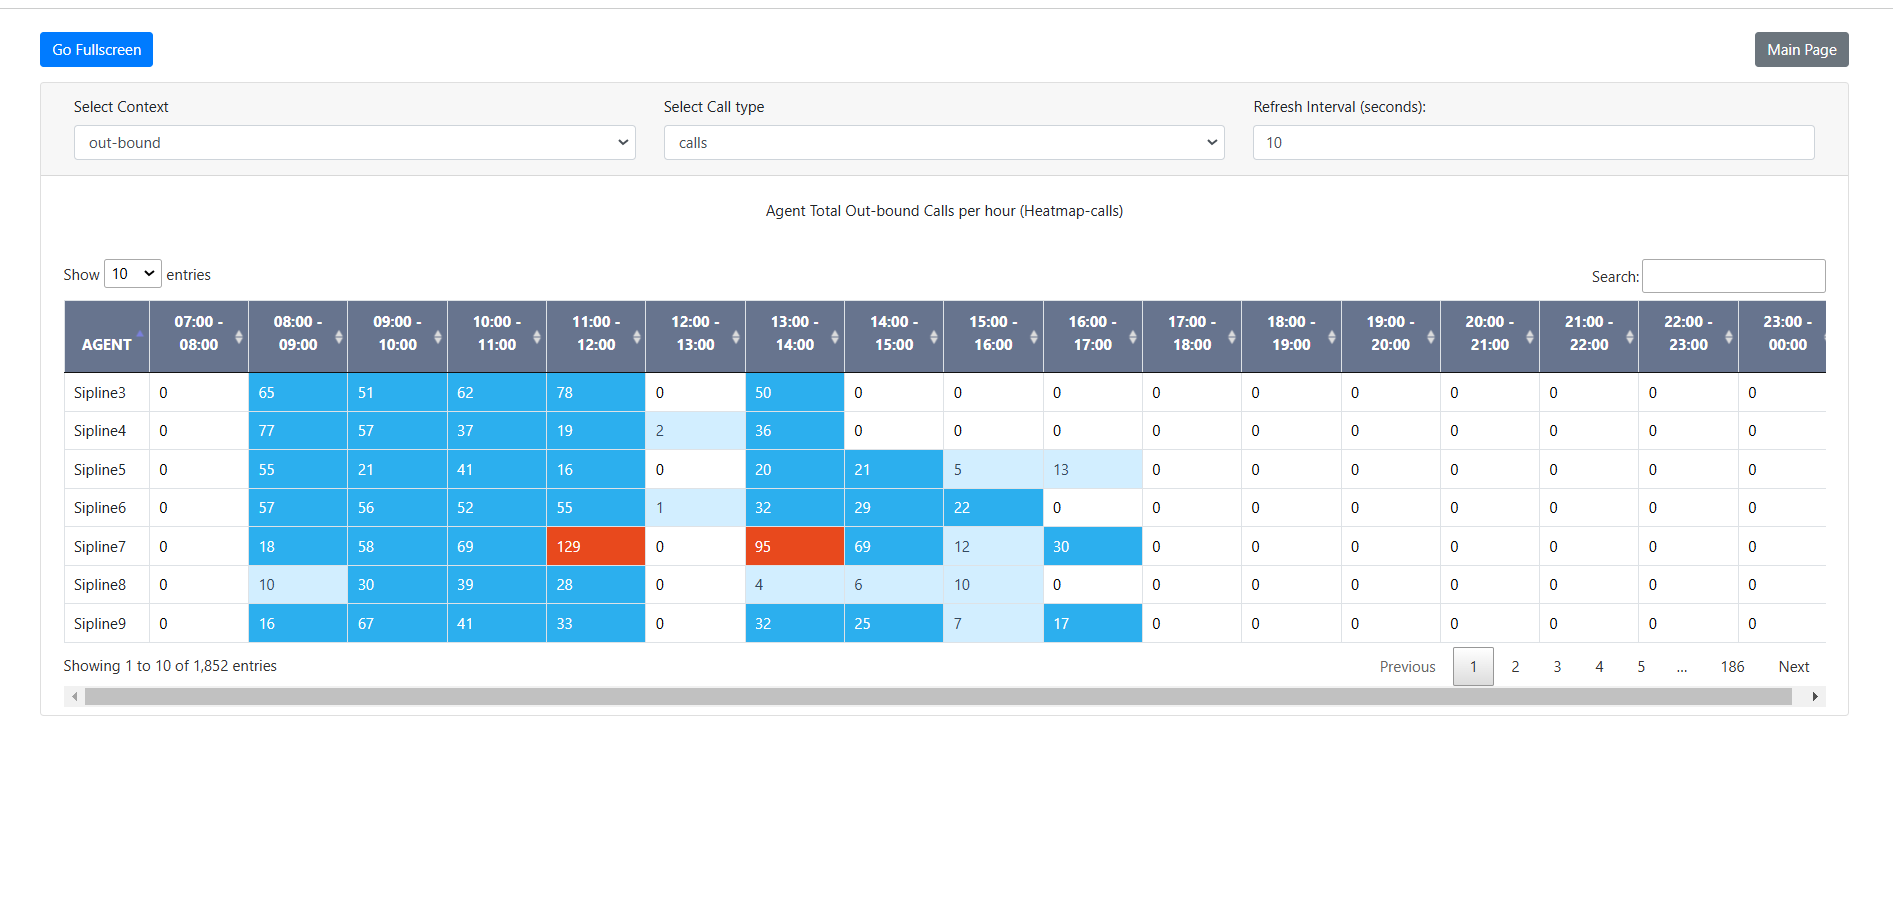 Go Fullscreen
Main Page
Select Context
Select Call type
Refresh Interval (seconds):
out-bound
calls
10
Agent Total Out-bound Calls per hour (Heatmap-calls)
Show 10 entries
Search:
AGENT 07:00 - 08:00 08:00 - 09:00 09:00 - 10:00 10:00 - 11:00 11:00 - 12:00 12:00 - 13:00 13:00 - 14:00 14:00 - 15:00 15:00 - 16:00 16:00 - 17:00 17:00 - 18:00 18:00 - 19:00 19:00 - 20:00 20:00 - 21:00 21:00 - 22:00 22:00 - 23:00 23:00 - 00:00
Sipline3 0 65 51 62 78 0 50 0 0 0 0 0 0 0 0 0 0
Sipline4 0 77 57 37 19 2 36 0 0 0 0 0 0 0 0 0 0
Sipline5 0 55 21 41 16 0 20 21 5 13 0 0 0 0 0 0 0
Sipline6 0 57 56 52 55 1 32 29 22 0 0 0 0 0 0 0 0
Sipline7 0 18 58 69 129 0 95 69 12 30 0 0 0 0 0 0 0
Sipline8 0 10 30 39 28 0 4 6 10 0 0 0 0 0 0 0 0
Sipline9 0 16 67 41 33 0 32 25 7 17 0 0 0 0 0 0 0
Showing 1 to 10 of 1,852 entries
Previous 1 2 3 4 5 ... 186 Next